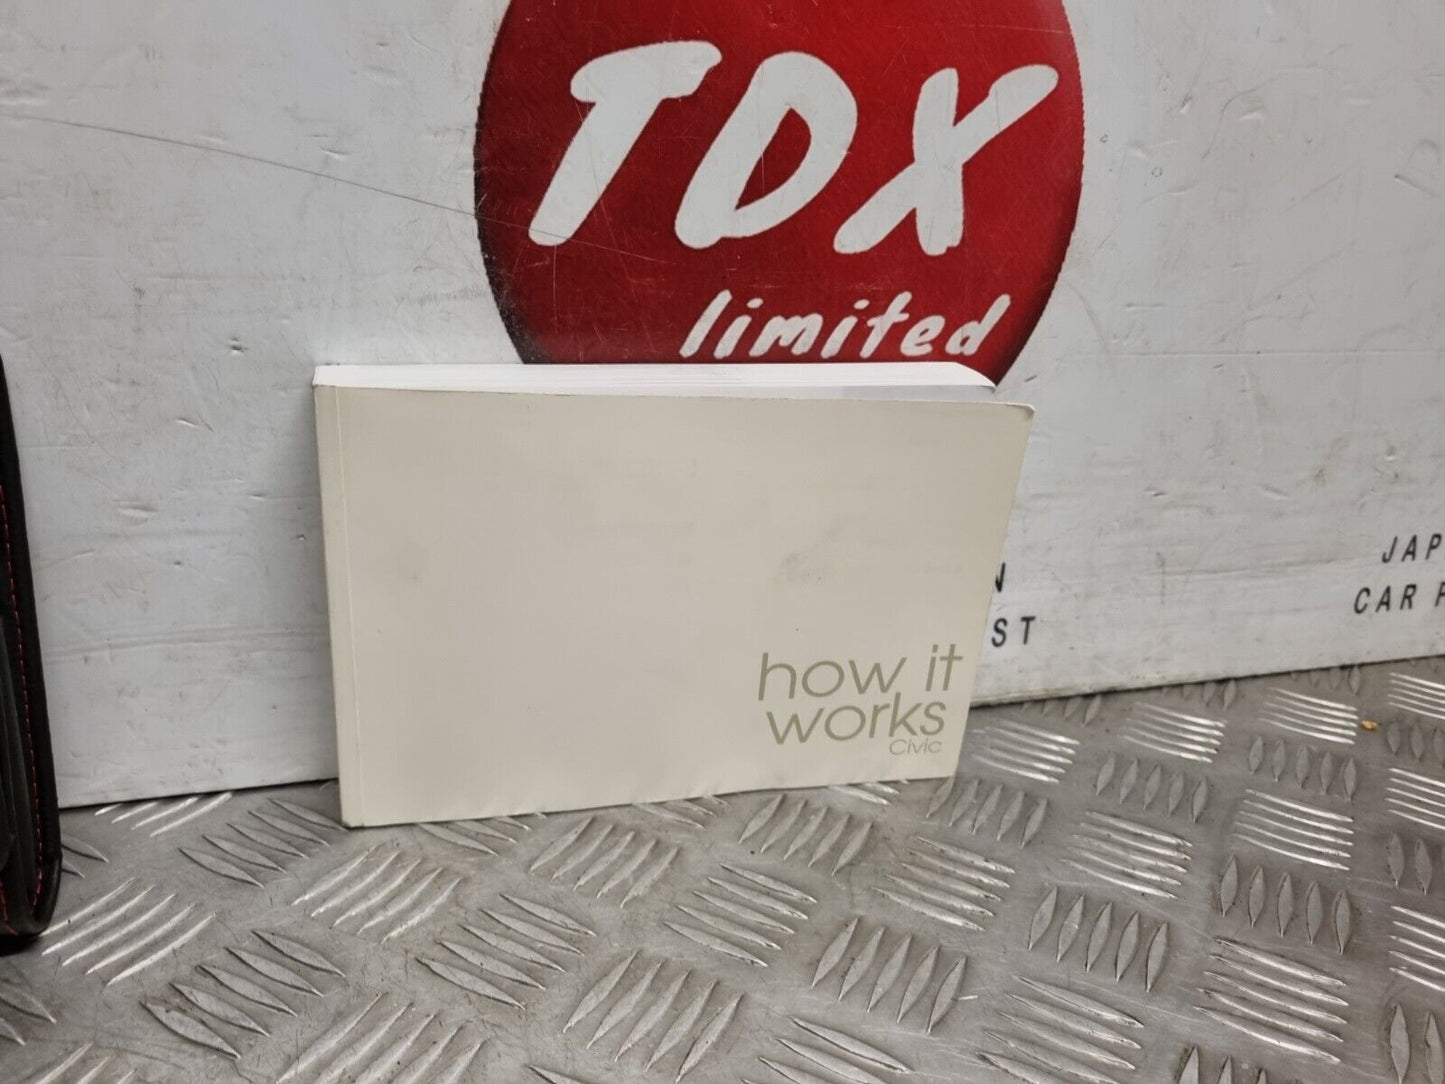 TDX
limited
how it
works
Civic
N
ST
JAP
CAR P